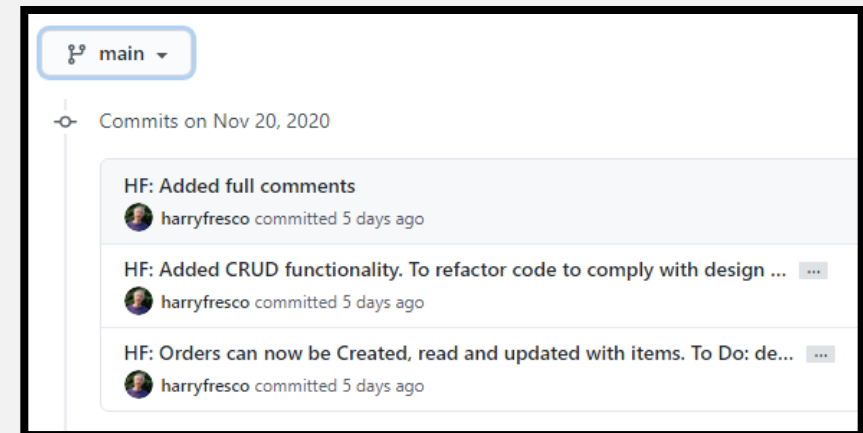 main
Commits on Nov 20, 2020
HF: Added full comments
harryfresco committed 5 days ago
HF: Added CRUD functionality. To refactor code to comply with design ... ...
harryfresco committed 5 days ago
HF: Orders can now be Created, read and updated with items. To Do: de... ...
harryfresco committed 5 days ago